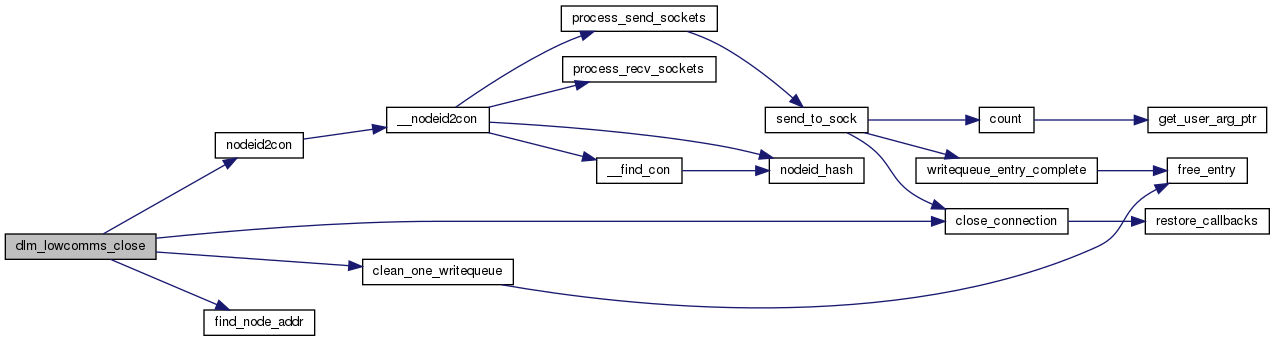 process_send_sockets
process_recv_sockets
__nodeid2con
send_to_sock
count
get_user_arg_ptr
nodeid2con
__find_con
nodeid_hash
writequeue_entry_complete
free_entry
dlm_lowcomms_close
close_connection
restore_callbacks
clean_one_writequeue
find_node_addr